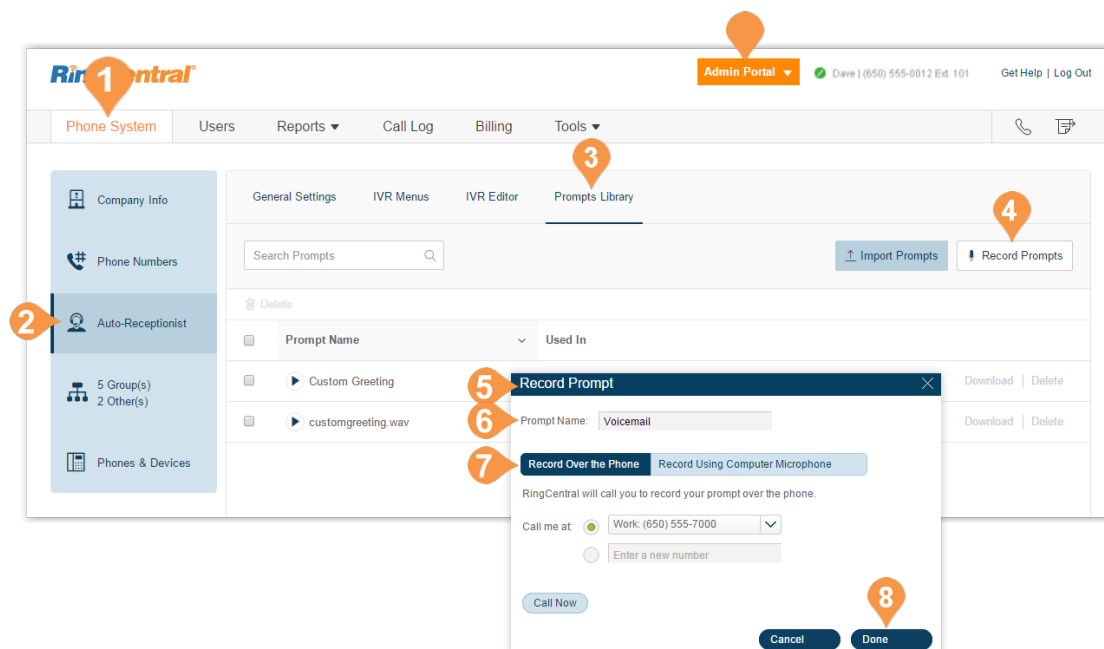 RingCentral®
1
Admin Portal
Dave | (650) 555-0012 Ext. 101
Get Help | Log Out
Phone System
Users
Reports
Call Log
Billing
Tools
3
Company Info
Phone Numbers
2
Auto-Receptionist
5 Group(s)
2 Other(s)
Phones & Devices
General Settings
IVR Menus
IVR Editor
Prompts Library
4
Search Prompts
Import Prompts
Record Prompts
Delete
Prompt Name
Used In
Custom Greeting
Download | Delete
customgreeting.wav
Download | Delete
5
Record Prompt
6
Prompt Name:
Voicemail
7
Record Over the Phone
Record Using Computer Microphone
RingCentral will call you to record your prompt over the phone.
Call me at:
Work: (650) 555-7000
Enter a new number
Call Now
8
Cancel
Done